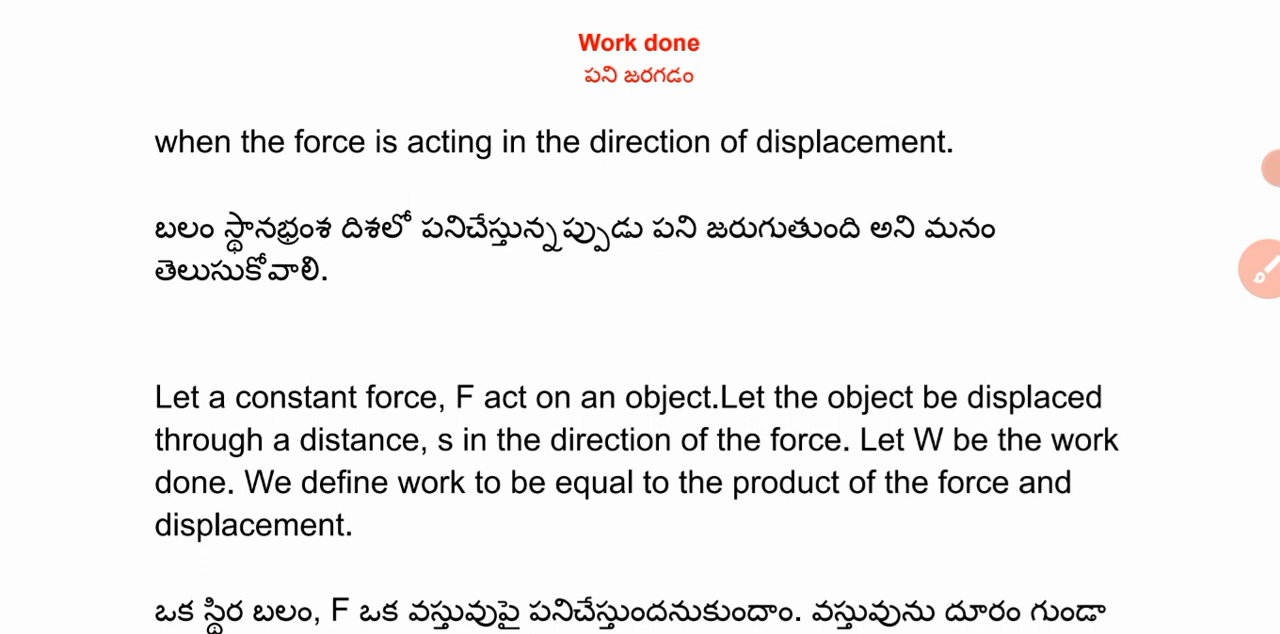 Work done
పని జరగడం
when the force is acting in the direction of displacement.
బలం స్థానభ్రంశ దిశలో పనిచేస్తున్నప్పుడు పని జరుగుతుంది అని మనం
తెలుసుకోవాలి.
Let a constant force, F act on an object.Let the object be displaced
through a distance, s in the direction of the force. Let W be the work
done. We define work to be equal to the product of the force and
displacement.
ఒక స్థిర బలం, F ఒక వస్తువుపై పనిచేస్తుందనుకుందాం. వస్తువును దూరం గుండా